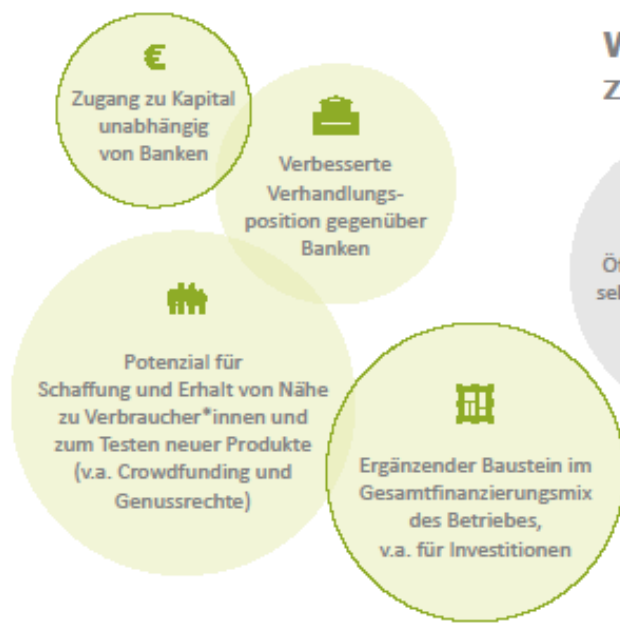 €
Zugang zu Kapital
unabhängig
von Banken
Verbesserte
Verhandlungs-
position gegenüber
Banken
Potenzial für
Schaffung und Erhalt von Nähe
zu Verbraucher*innen und
zum Testen neuer Produkte
(v.a. Crowdfunding und
Genussrechte)
Ergänzender Baustein im
Gesamtfinanzierungsmix
des Betriebes,
v.a. für Investitionen